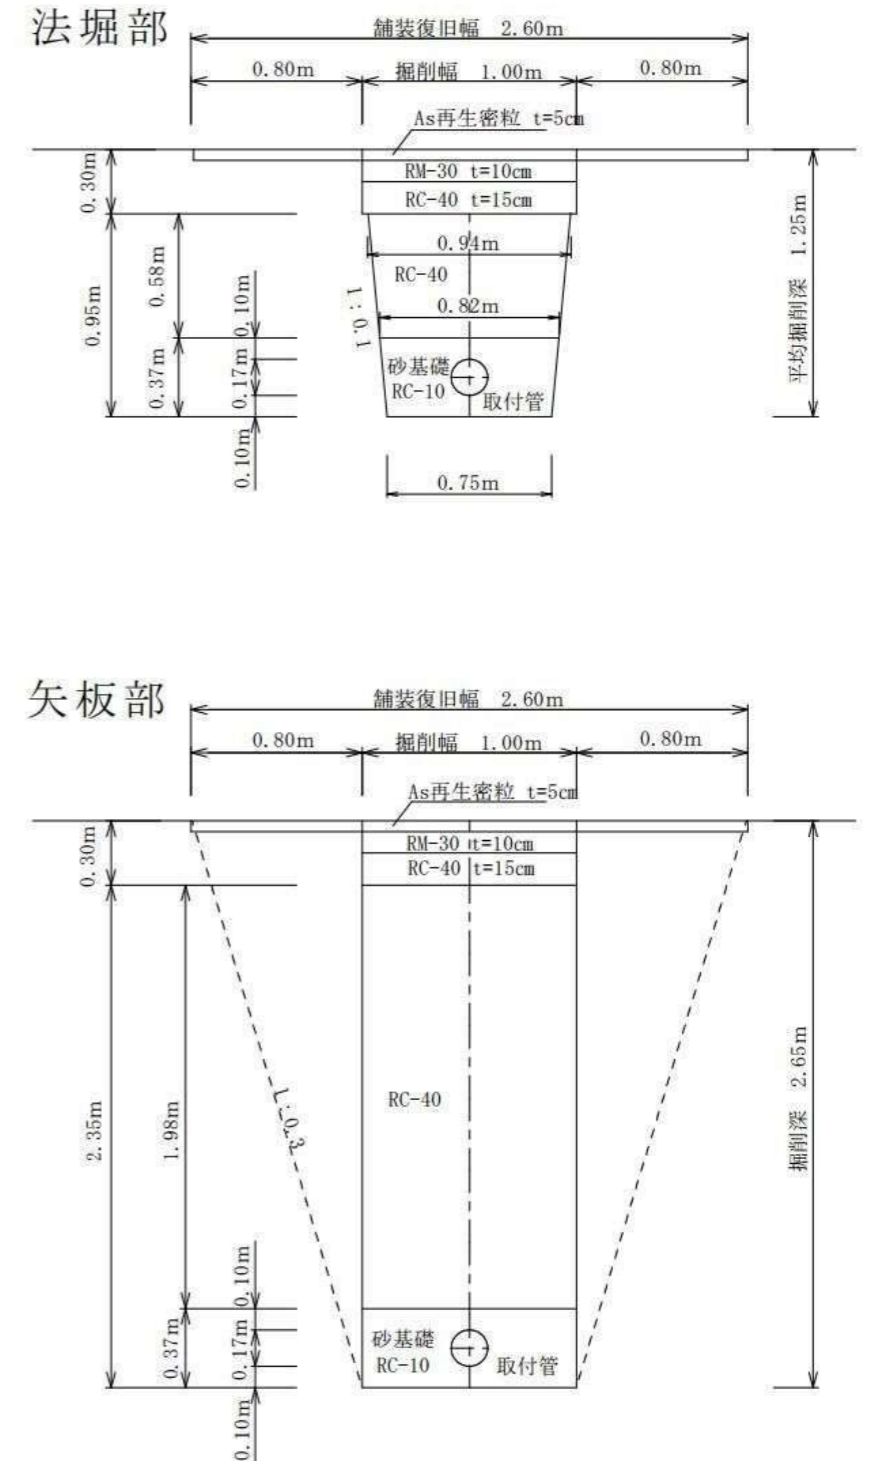 法堀部
舗装復旧幅 2.60m
0.80m
掘削幅 1.00m
0.80m
As再生密粒 t=5㎝
RM-30 t=10㎝
RC-40 t=15㎝
0.30m
0.95m
0.58m
0.37m
0.10m
0.17m
0.10m
0.94m
RC-40
0.82m
1:0.1
砂基礎
RC-10
取付管
0.75m
平均掘削深 1.25m
矢板部
舗装復旧幅 2.60m
0.80m
掘削幅 1.00m
0.80m
As再生密粒 t=5㎝
RM-30 t=10㎝
RC-40 t=15㎝
0.30m
2.35m
1.98m
0.37m
0.10m
0.17m
0.10m
RC-40
1:0.3
砂基礎
RC-10
取付管
掘削深 2.65m